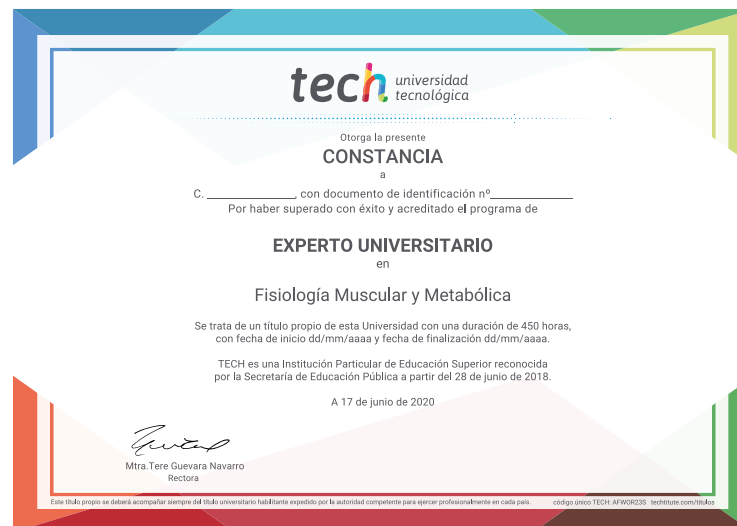 tech universidad
tecnológica
Otorga la presente
CONSTANCIA
a
C. ______________, con documento de identificación nº______________
Por haber superado con éxito y acreditado el programa de
EXPERTO UNIVERSITARIO
en
Fisiología Muscular y Metabólica
Se trata de un título propio de esta Universidad con una duración de 450 horas,
con fecha de inicio dd/mm/aaaa y fecha de finalización dd/mm/aaaa.
TECH es una Institución Particular de Educación Superior reconocida
por la Secretaría de Educación Pública a partir del 28 de junio de 2018.
A 17 de junio de 2020
Mtra.Tere Guevara Navarro
Rectora
Este título propio se deberá acompañar siempre del título universitario habilitante expedido por la autoridad competente para ejercer profesionalmente en cada país. código único TECH: AFWOR23S techtitute.com/titulos